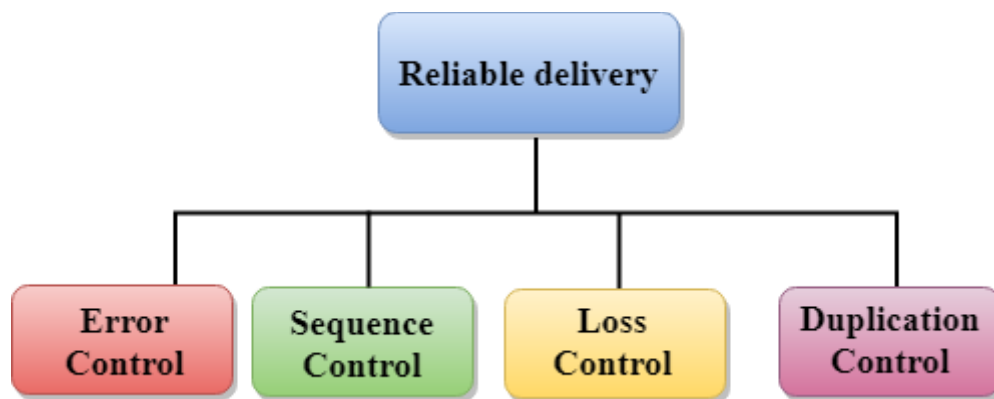 Reliable delivery
Error
Control
Sequence
Control
Loss
Control
Duplication
Control